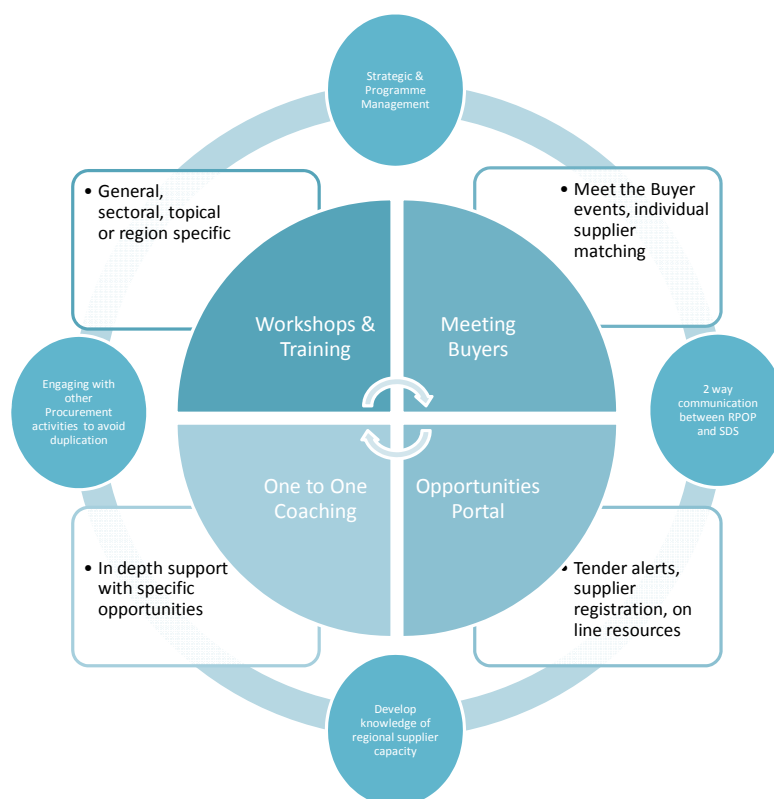 Strategic &
Programme
Management
• General,
sectoral, topical
or region specific
• Meet the Buyer
events, individual
supplier
matching
Workshops &
Training
Meeting
Buyers
Engaging with
other
Procurement
activities to avoid
duplication
2 way
communication
between RPOP
and SDS
One to One
Coaching
Opportunities
Portal
• In depth support
with specific
opportunities
• Tender alerts,
supplier
registration, on
line resources
Develop
knowledge of
regional supplier
capacity